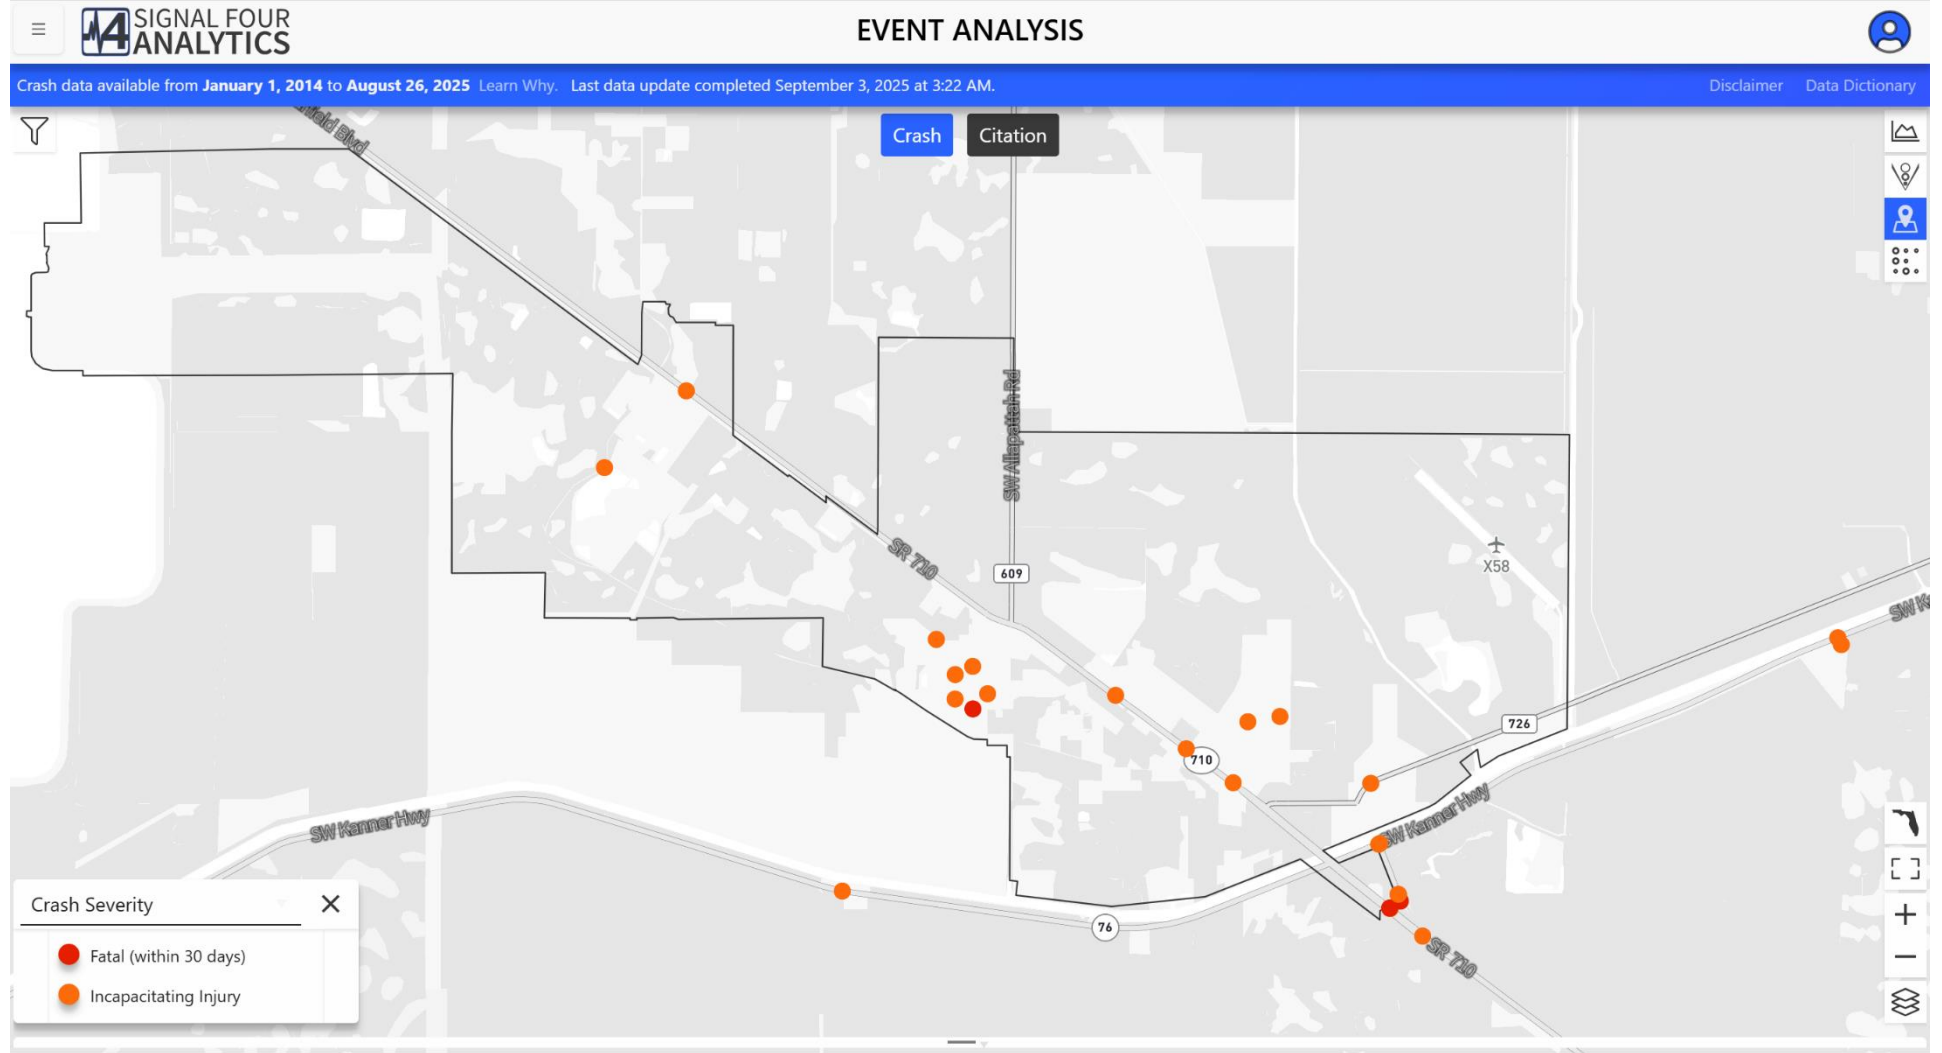 SIGNAL FOUR
ANALYTICS
EVENT ANALYSIS
Crash data available from January 1, 2014 to August 26, 2025 Learn Why. Last data update completed September 3, 2025 at 3:22 AM.
Disclaimer Data Dictionary
Crash Citation
field Blvd
SW Allapattah Rd
SR 710
609
X58
SW K
726
710
SW Kanner Hwy
SW Kanner Hwy
76
SR 710
Crash Severity
Fatal (within 30 days)
Incapacitating Injury